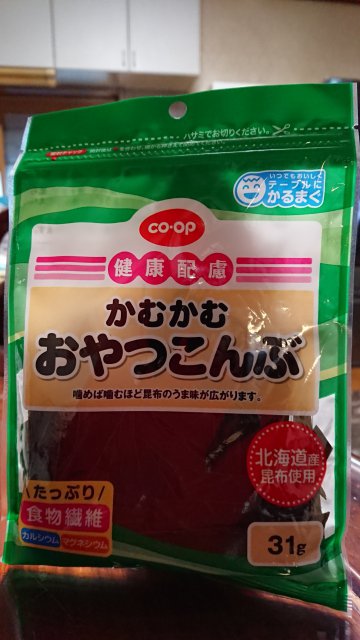 ハサミでお切りください。
いつでもおいしく
テーブルに
かるまぐ
co·op
健康配慮
かむかむ
おやつこんぶ
噛めば噛むほど昆布のうま味が広がります。
北海道産
昆布使用
たっぷり
食物繊維
カルシウム マグネシウム
31g